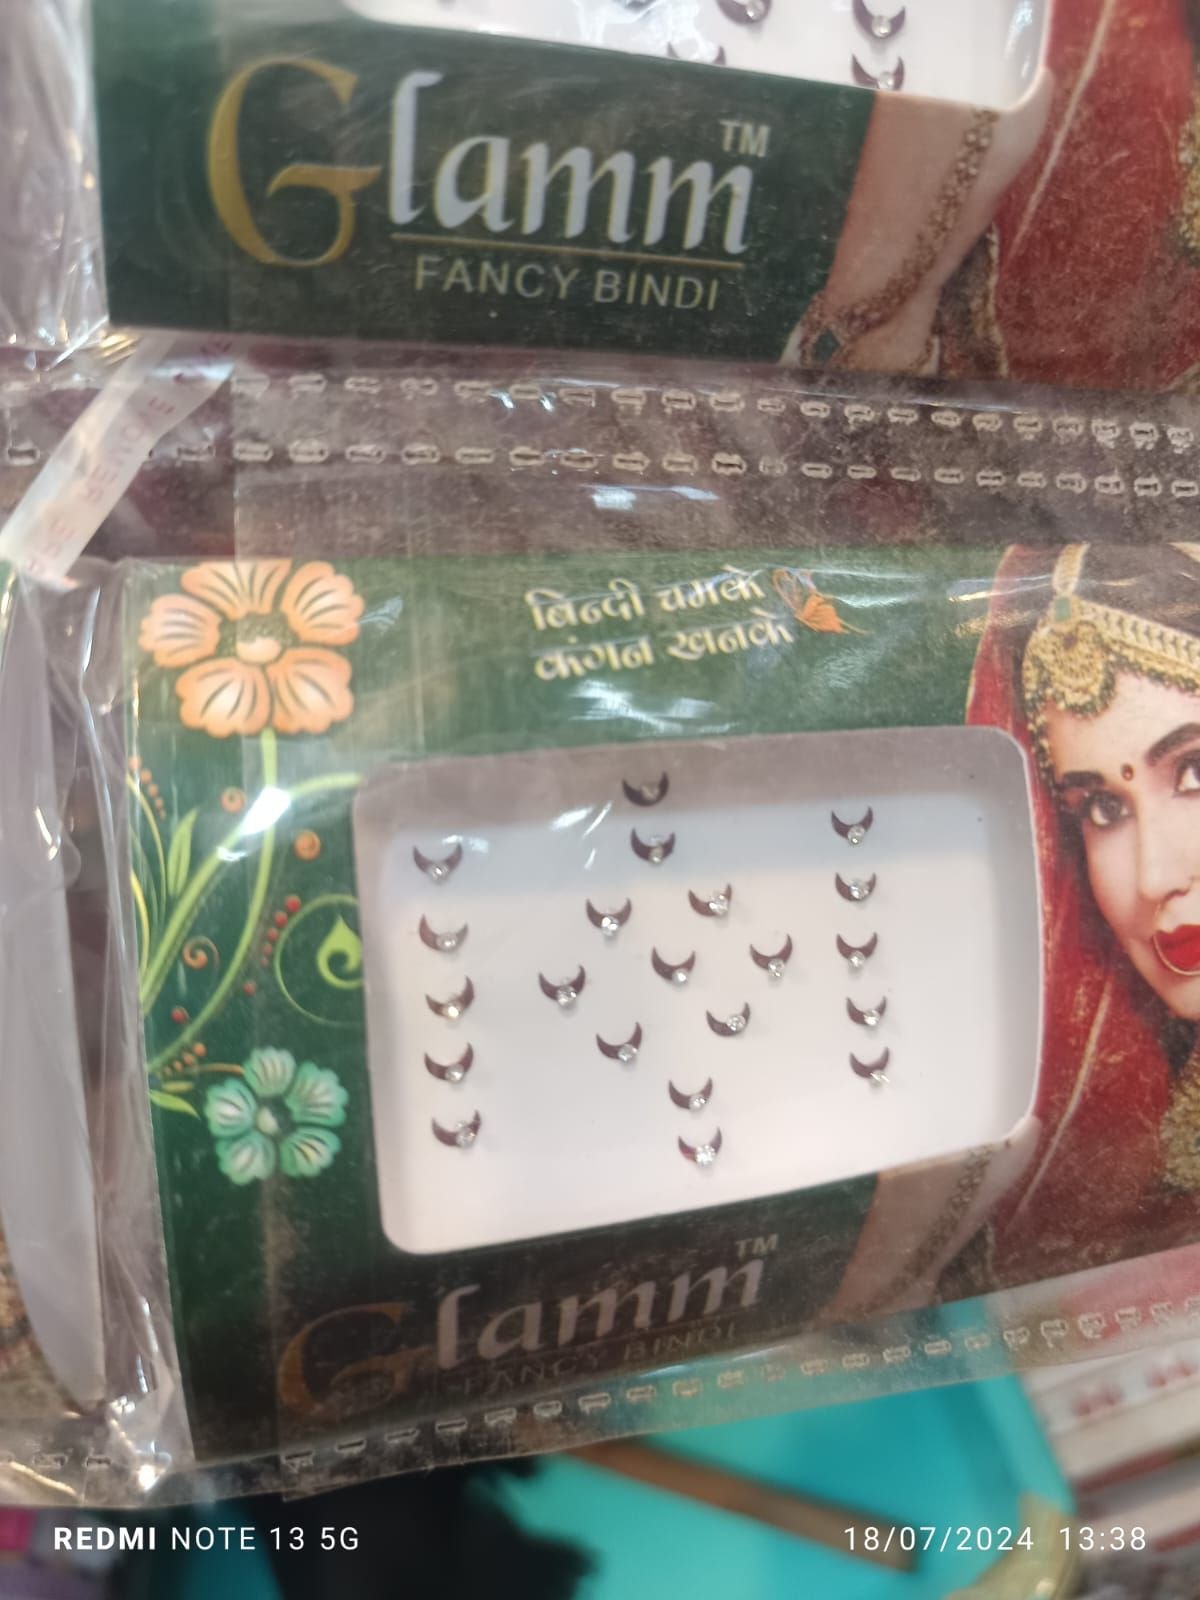 Glamm™
FANCY BINDI
बिन्दी चमके
कंगन खनके
Glamm™
FANCY BINDI
REDMI NOTE 13 5G
18/07/2024 13:38